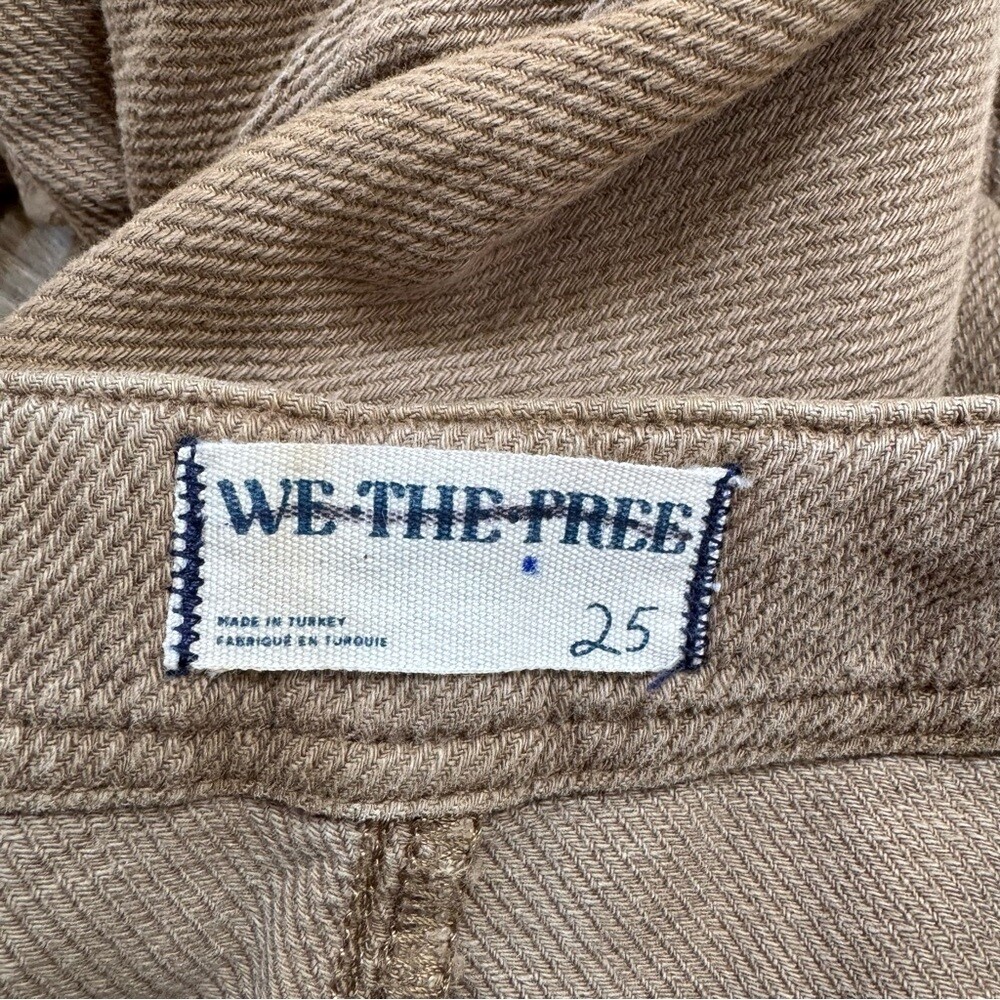 WE·THE·FREE
MADE IN TURKEY
FABRIQUÉ EN TURQUIE
25